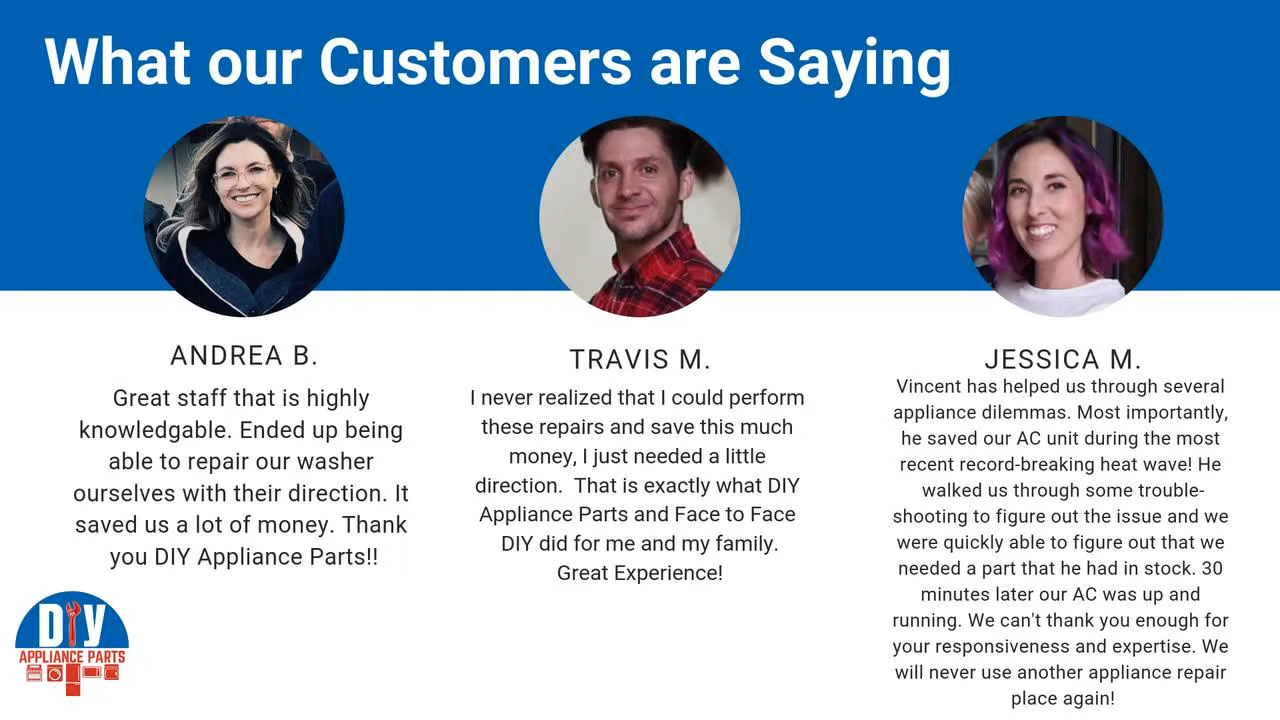 What our Customers are Saying
ANDREA B.
Great staff that is highly
knowledgable. Ended up being
able to repair our washer
ourselves with their direction. It
saved us a lot of money. Thank
you DIY Appliance Parts!!
TRAVIS M.
I never realized that I could perform
these repairs and save this much
money, I just needed a little
direction.  That is exactly what DIY
Appliance Parts and Face to Face
DIY did for me and my family.
Great Experience!
JESSICA M.
Vincent has helped us through several
appliance dilemmas. Most importantly,
he saved our AC unit during the most
recent record-breaking heat wave! He
walked us through some trouble-
shooting to figure out the issue and we
were quickly able to figure out that we
needed a part that he had in stock. 30
minutes later our AC was up and
running. We can't thank you enough for
your responsiveness and expertise. We
will never use another appliance repair
place again!
DIY
APPLIANCE PARTS